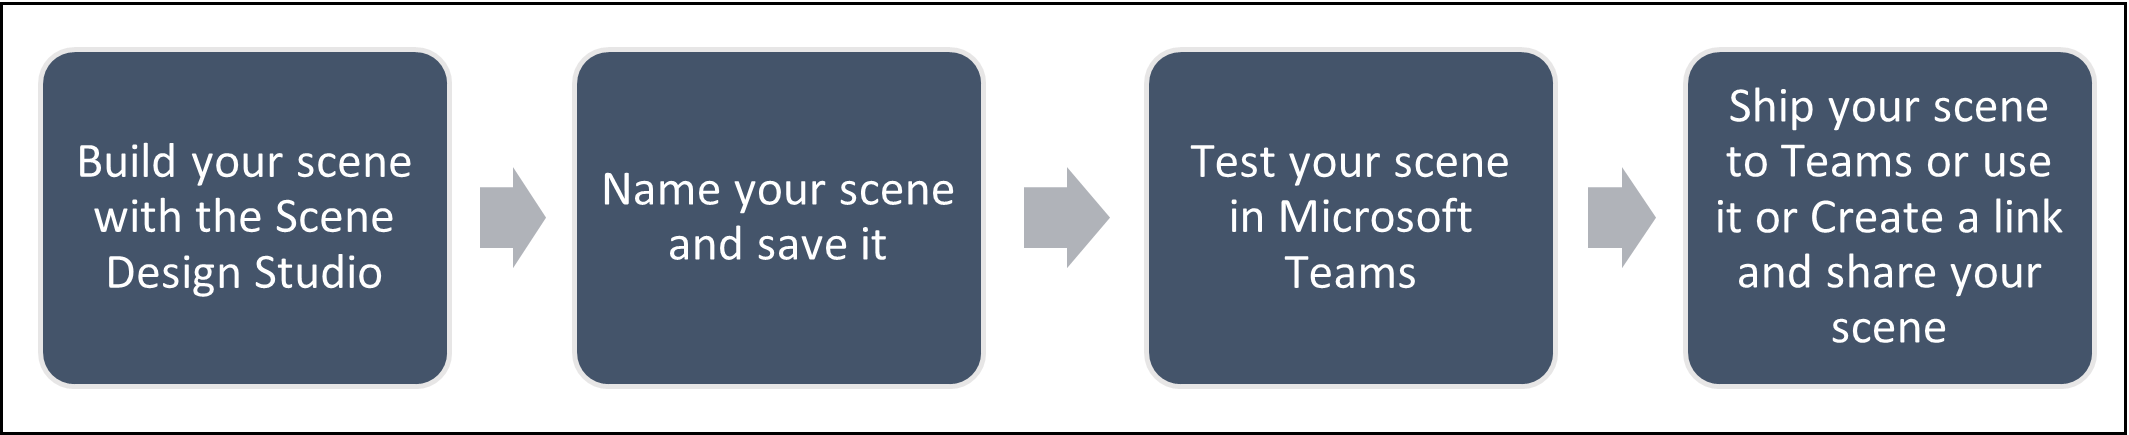 Build your scene
with the Scene
Design Studio
Name your scene
and save it
Test your scene
in Microsoft
Teams
Ship your scene
to Teams or use
it or Create a link
and share your
scene